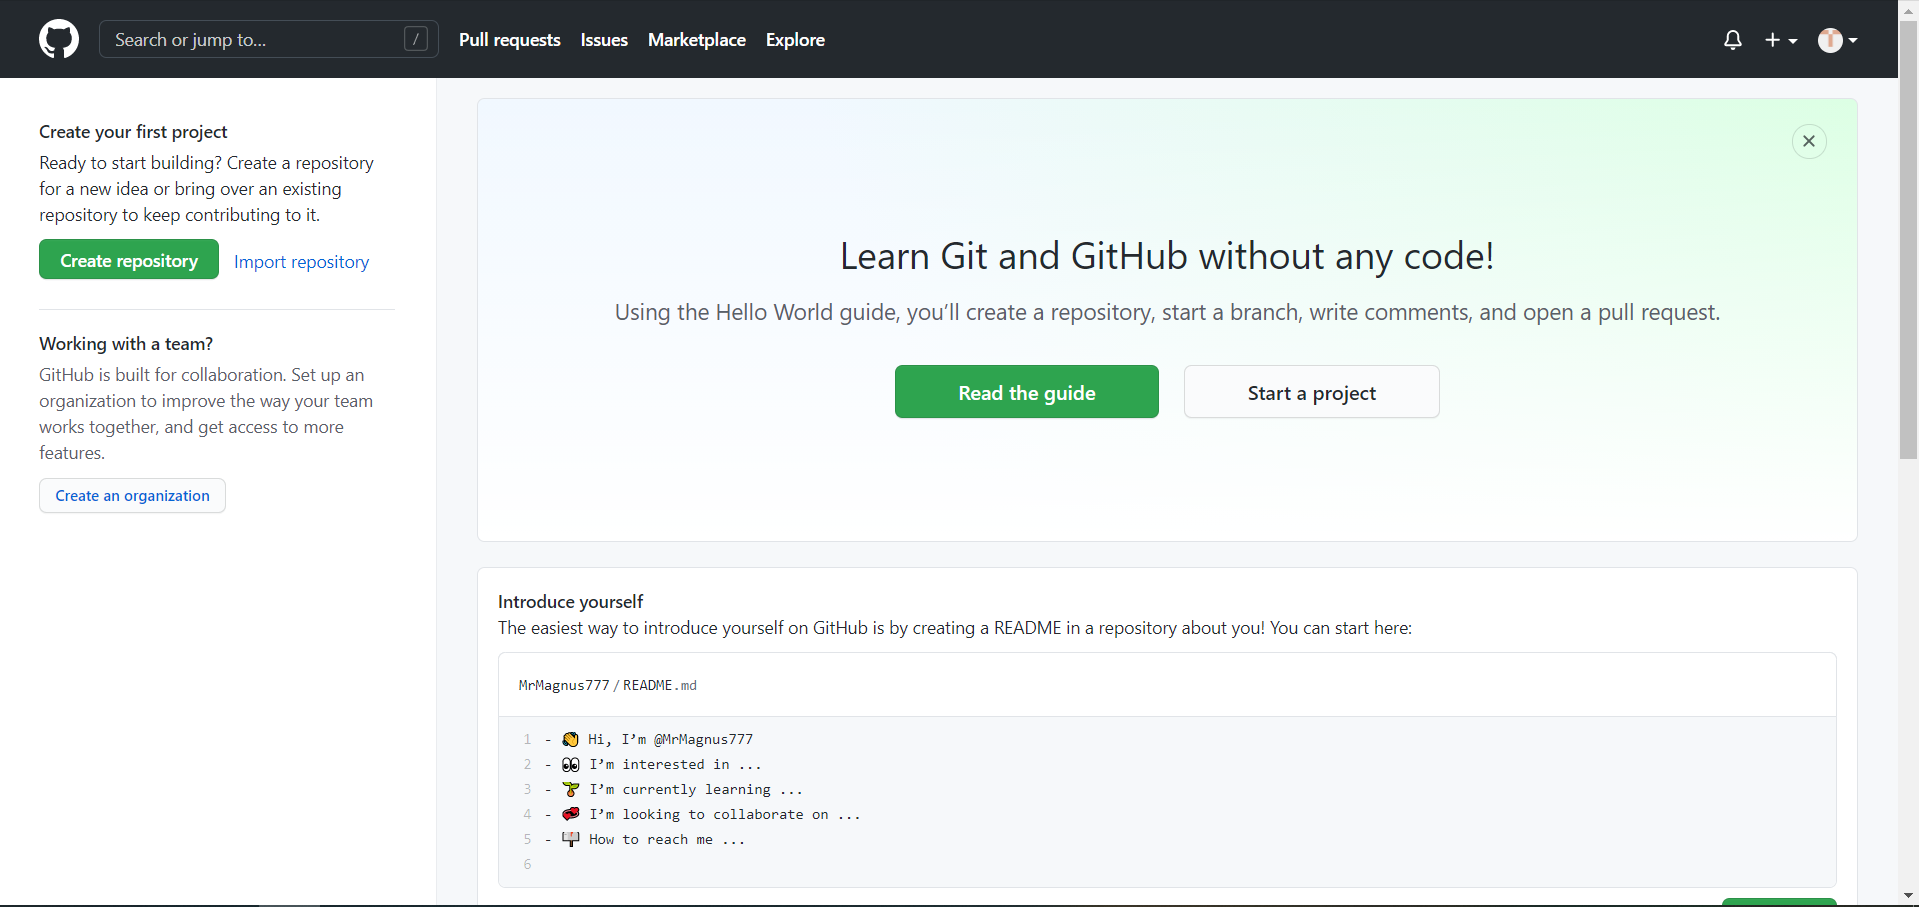 Search or jump to... /
Pull requests Issues Marketplace Explore
Create your first project
Ready to start building? Create a repository
for a new idea or bring over an existing
repository to keep contributing to it.
Create repository Import repository
Working with a team?
GitHub is built for collaboration. Set up an
organization to improve the way your team
works together, and get access to more
features.
Create an organization
Learn Git and GitHub without any code!
Using the Hello World guide, you’ll create a repository, start a branch, write comments, and open a pull request.
Read the guide Start a project
Introduce yourself
The easiest way to introduce yourself on GitHub is by creating a README in a repository about you! You can start here:
MrMagnus777/README.md
1 - 👋 Hi, I’m @MrMagnus777
2 - 👀 I’m interested in ...
3 - 🌱 I’m currently learning ...
4 - 💞️ I’m looking to collaborate on ...
5 - 📫 How to reach me ...
6